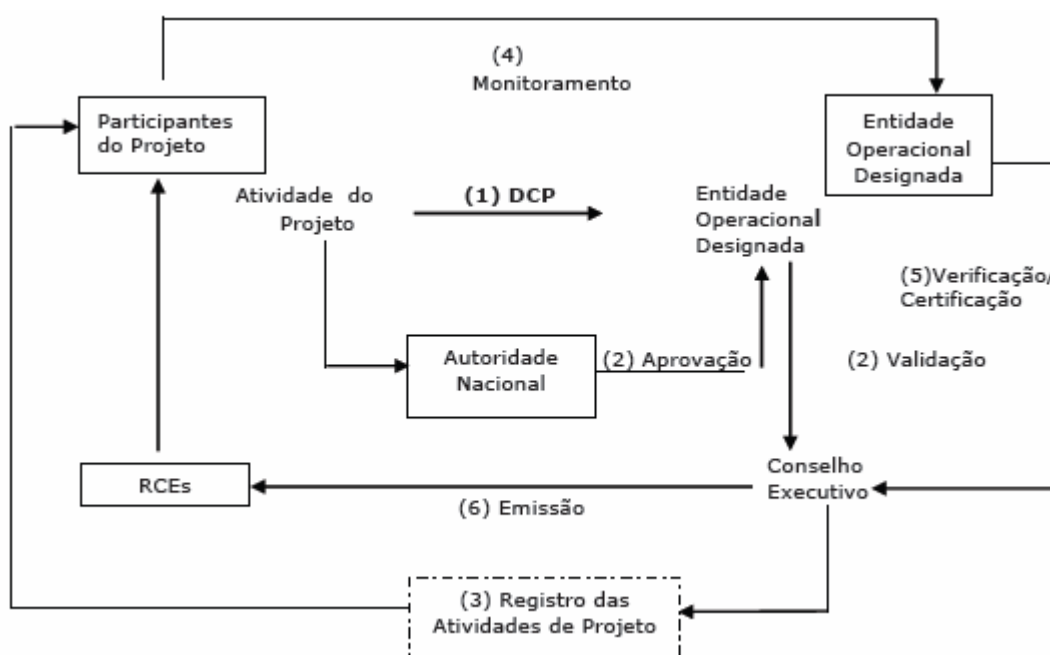 (4)
Monitoramento
Participantes
do Projeto
Entidade
Operacional
Designada
Atividade do
Projeto
(1) DCP
Entidade
Operacional
Designada
(5)Verificação/
Certificação
Autoridade
Nacional
(2) Aprovação
(2) Validação
RCEs
Conselho
Executivo
(6) Emissão
(3) Registro das
Atividades de Projeto